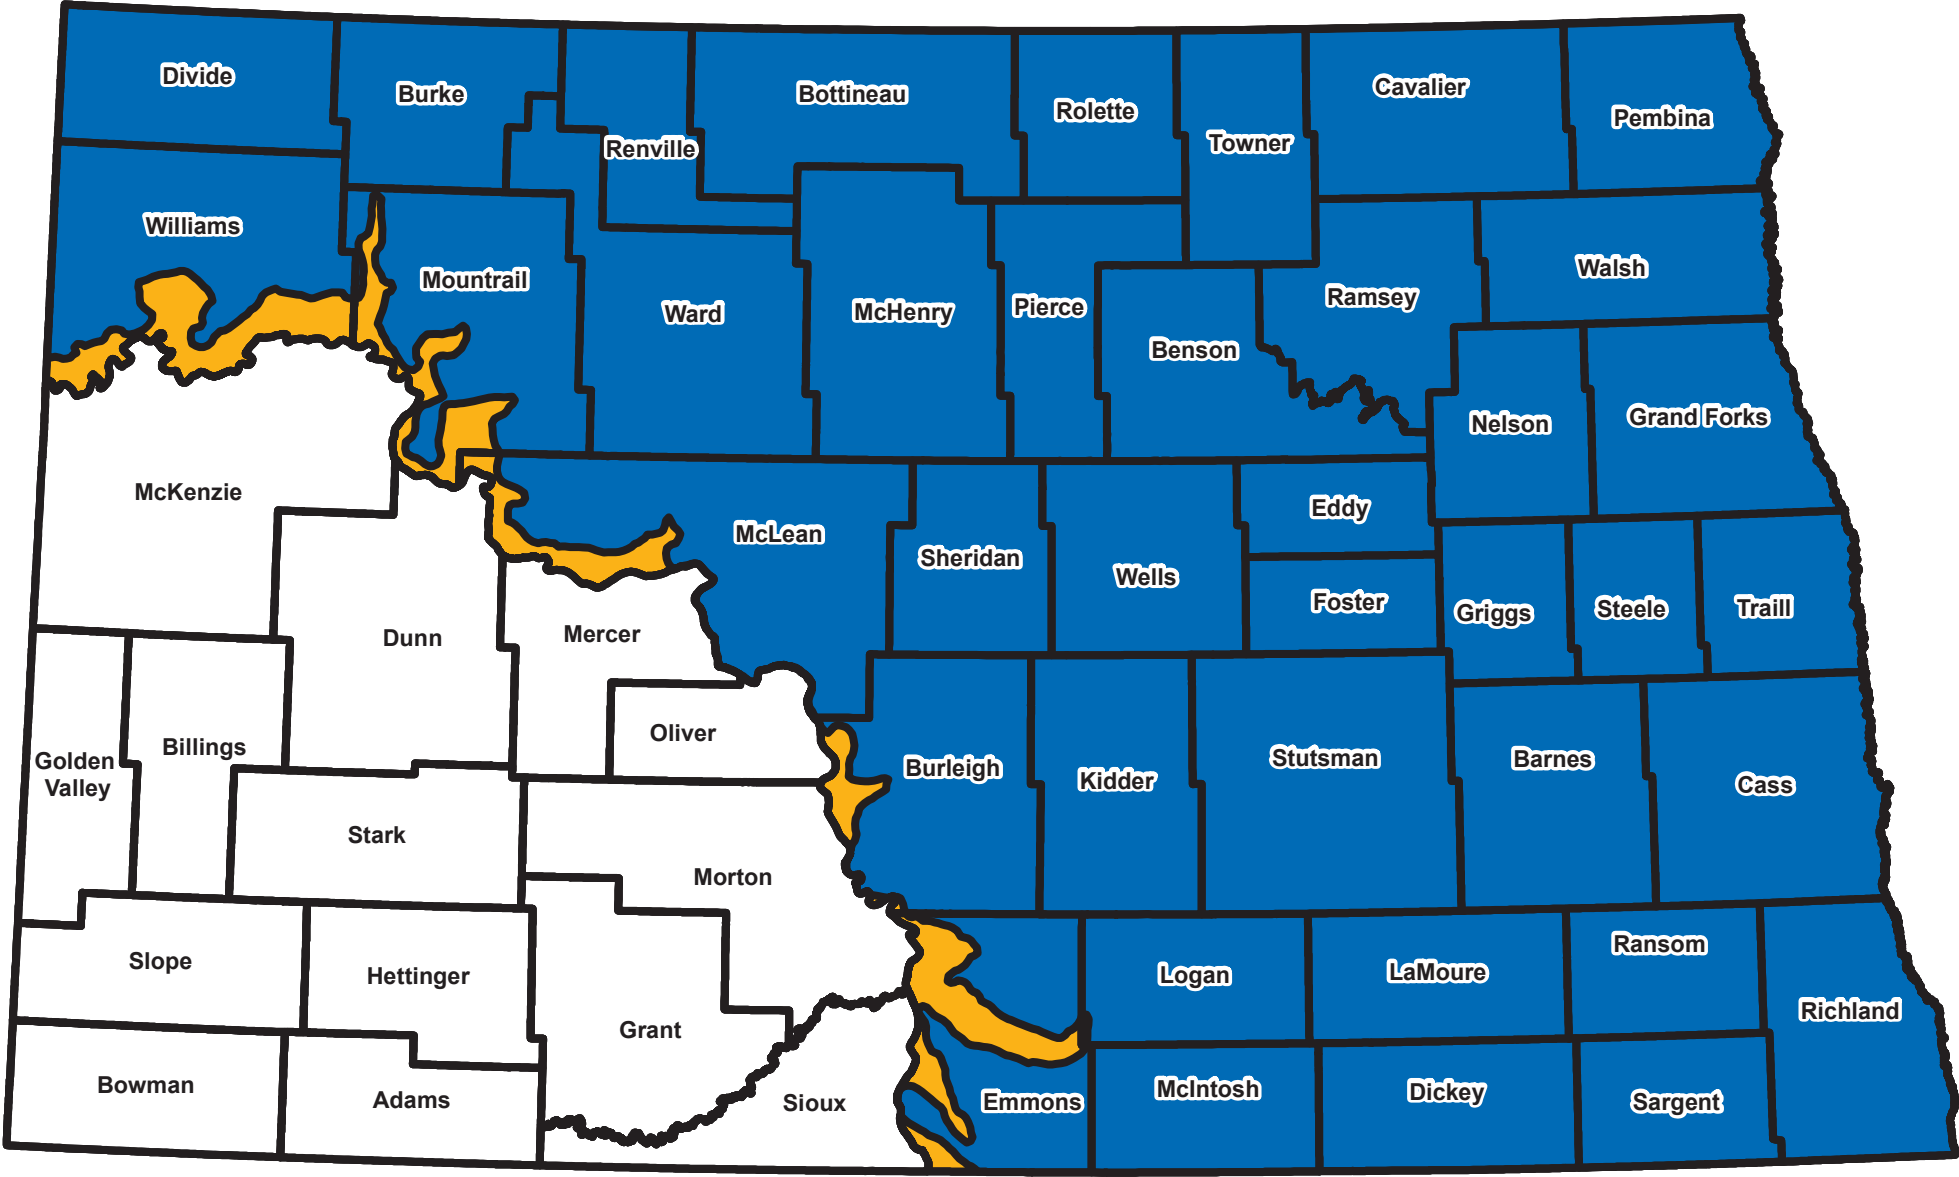 Divide
Burke
Renville
Bottineau
Rolette
Towner
Cavalier
Pembina
Williams
Mountrail
Ward
McHenry
Pierce
Benson
Ramsey
Walsh
Nelson
Grand Forks
McKenzie
McLean
Sheridan
Wells
Eddy
Foster
Griggs
Steele
Traill
Dunn
Mercer
Oliver
Golden
Valley
Billings
Stark
Morton
Burleigh
Kidder
Stutsman
Barnes
Cass
Slope
Hettinger
Grant
Logan
LaMoure
Ransom
Richland
Bowman
Adams
Sioux
Emmons
McIntosh
Dickey
Sargent